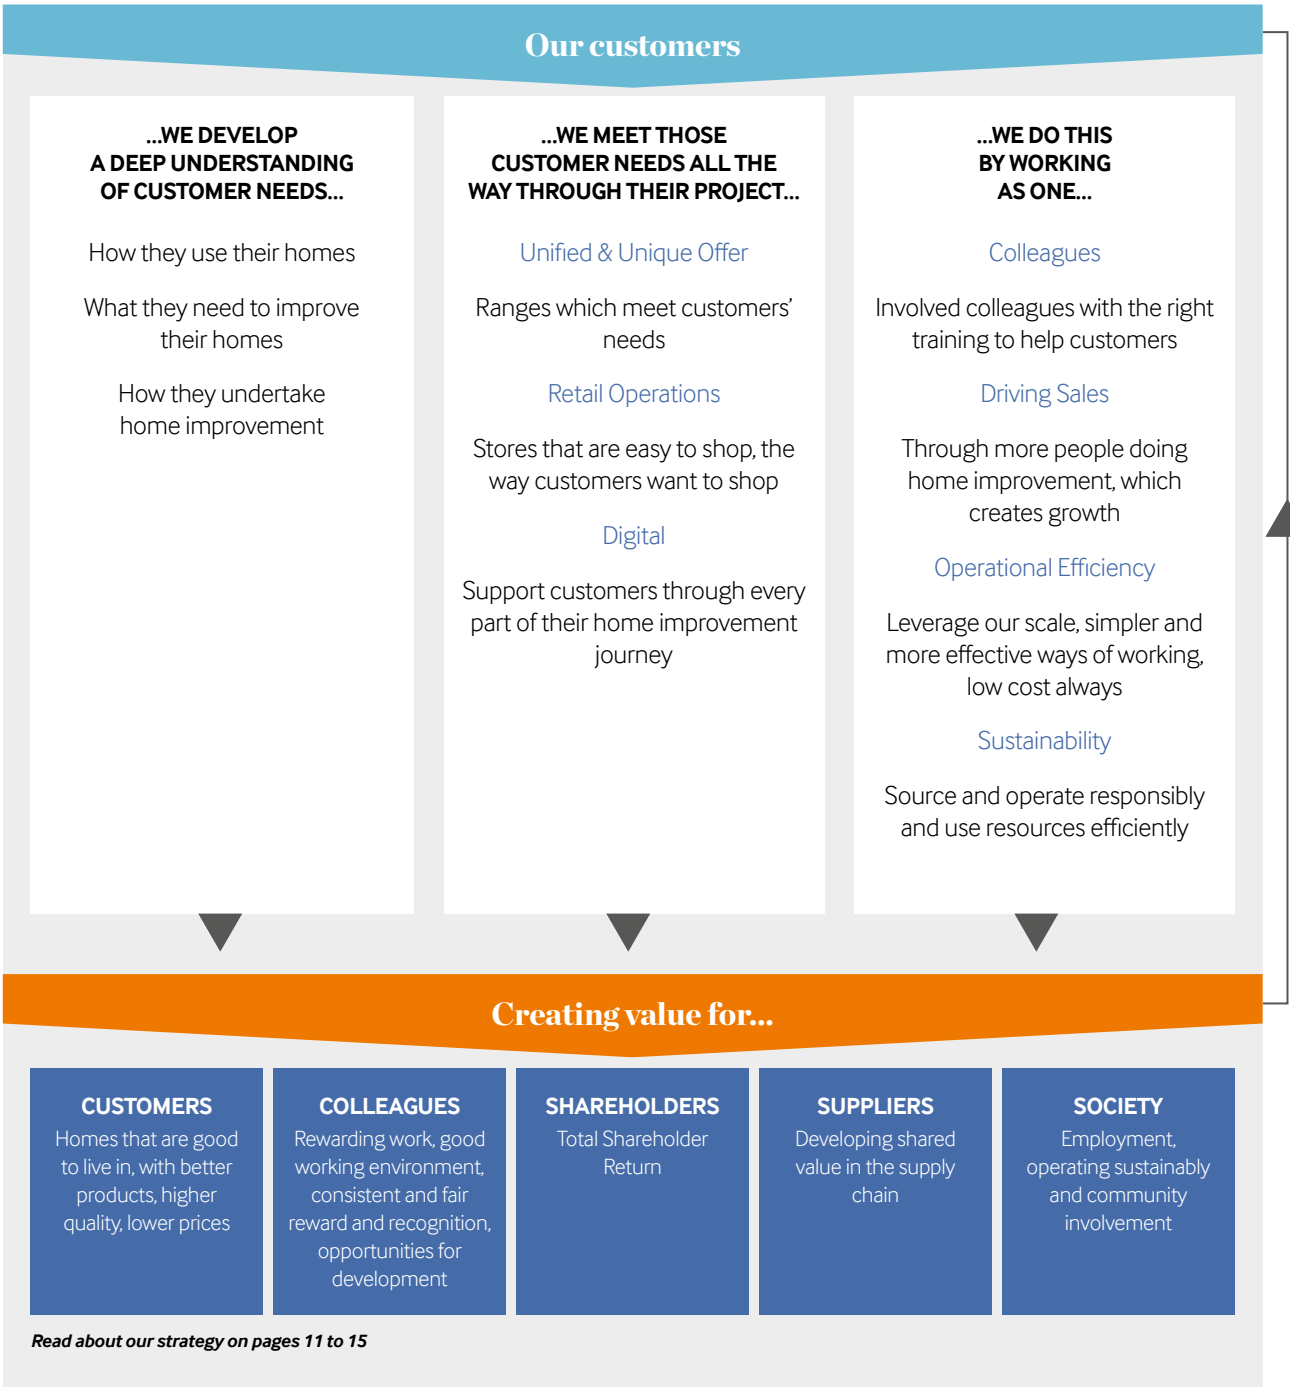 Our customers
...WE DEVELOP
A DEEP UNDERSTANDING
OF CUSTOMER NEEDS...
How they use their homes
What they need to improve
their homes
How they undertake
home improvement
...WE MEET THOSE
CUSTOMER NEEDS ALL THE
WAY THROUGH THEIR PROJECT...
Unified & Unique Offer
Ranges which meet customers’
needs
Retail Operations
Stores that are easy to shop, the
way customers want to shop
Digital
Support customers through every
part of their home improvement
journey
...WE DO THIS
BY WORKING
AS ONE...
Colleagues
Involved colleagues with the right
training to help customers
Driving Sales
Through more people doing
home improvement, which
creates growth
Operational Efficiency
Leverage our scale, simpler and
more effective ways of working,
low cost always
Sustainability
Source and operate responsibly
and use resources efficiently
Creating value for...
CUSTOMERS
Homes that are good
to live in, with better
products, higher
quality, lower prices
COLLEAGUES
Rewarding work, good
working environment,
consistent and fair
reward and recognition,
opportunities for
development
SHAREHOLDERS
Total Shareholder
Return
SUPPLIERS
Developing shared
value in the supply
chain
SOCIETY
Employment,
operating sustainably
and community
involvement
Read about our strategy on pages 11 to 15